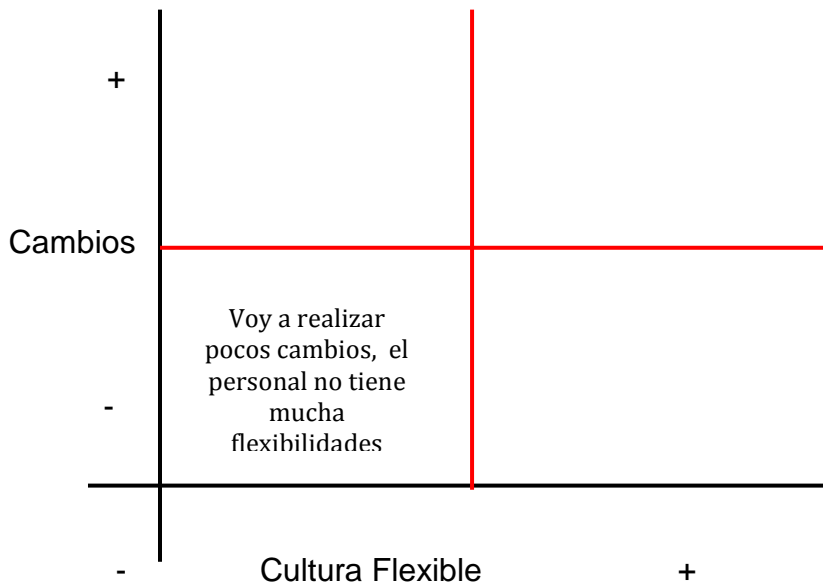 +
Cambios
Voy a realizar
pocos cambios, el
personal no tiene
mucha
flexibilidades
-
- Cultura Flexible +